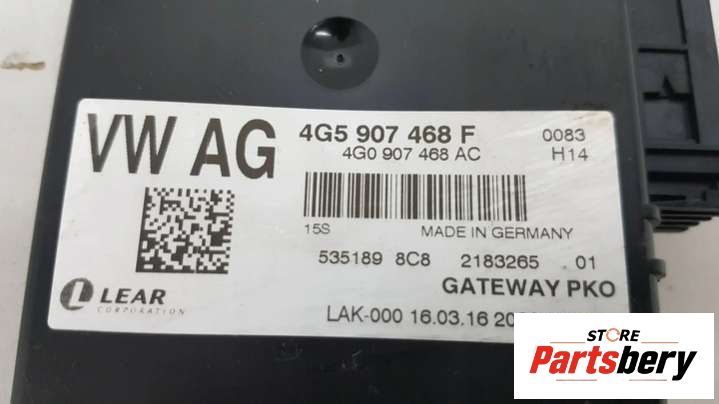 VW AG
4G5 907 468 F 0083
4G0 907 468 AC H14
15S MADE IN GERMANY
535189 8C8 2183265 01
GATEWAY PKO
LEAR
CORPORATION
LAK-000 16.03.16
STORE
Partsbery